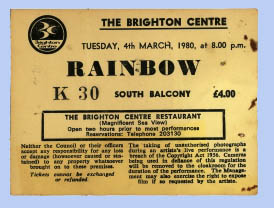 THE BRIGHTON CENTRE
Brighton
Centre
TUESDAY, 4th MARCH, 1980, at 8.00 p.m.
RAINBOW
K 30 SOUTH BALCONY £4.00
THE BRIGHTON CENTRE RESTAURANT
(Magnificent Sea View)
Open two hours prior to most performances
Reservations: Telephone 203130
Neither the Council or their officers
accept any responsibility for any loss
or damage (howsoever caused or sus-
tained) to any property whatsoever
brought on to these premises.
Tickets cannot be exchanged
or refunded.
The taking of unauthorised photographs
during an artiste's live performance is a
breach of the Copyright Act 1956. Cameras
being used in defiance of this regulation
will be removed to the cloakroom for the
duration of the performance. The Manage-
ment may also exercise the right to expose
film if so requested by the artists.